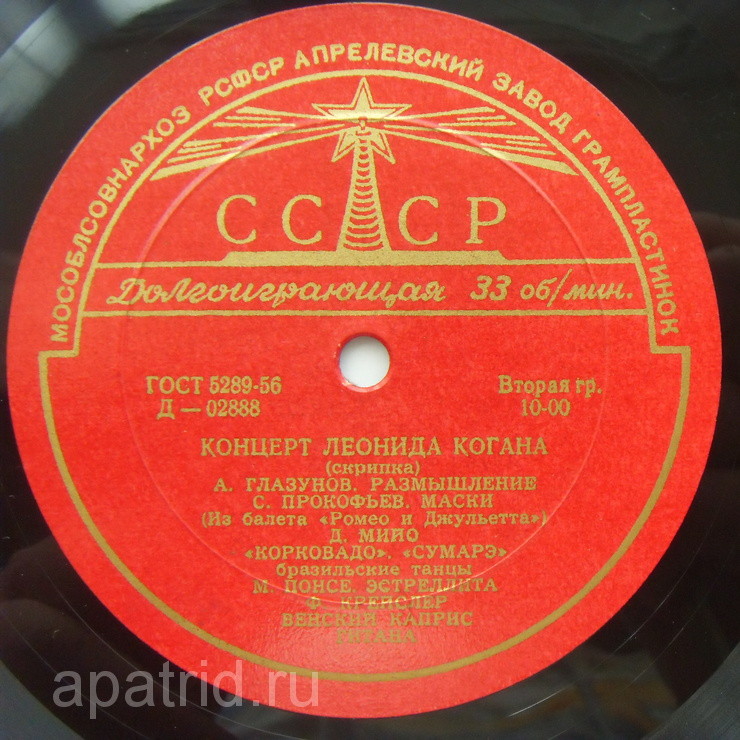 МОСОБЛСОВНАРХОЗ РСФСР АПРЕЛЕВСКИЙ ЗАВОД ГРАМПЛАСТИНОК
СССР
Долгоиграющая 33 об/мин.
ГОСТ 5289-56 Вторая гр.
Д — 02888 10-00
КОНЦЕРТ ЛЕОНИДА КОГАНА
(скрипка)
А. ГЛАЗУНОВ. РАЗМЫШЛЕНИЕ
С. ПРОКОФЬЕВ. МАСКИ
(Из балета «Ромео и Джульетта»)
Д. МИЙО
«КОРКОВАДО». «СУМАРЭ»
бразильские танцы
М. ПОНСЕ. ЭСТРЕЛЛИТА
Ф. КРЕЙСЛЕР
ВЕНСКИЙ КАПРИС
ГИТАНА
apatrid.ru